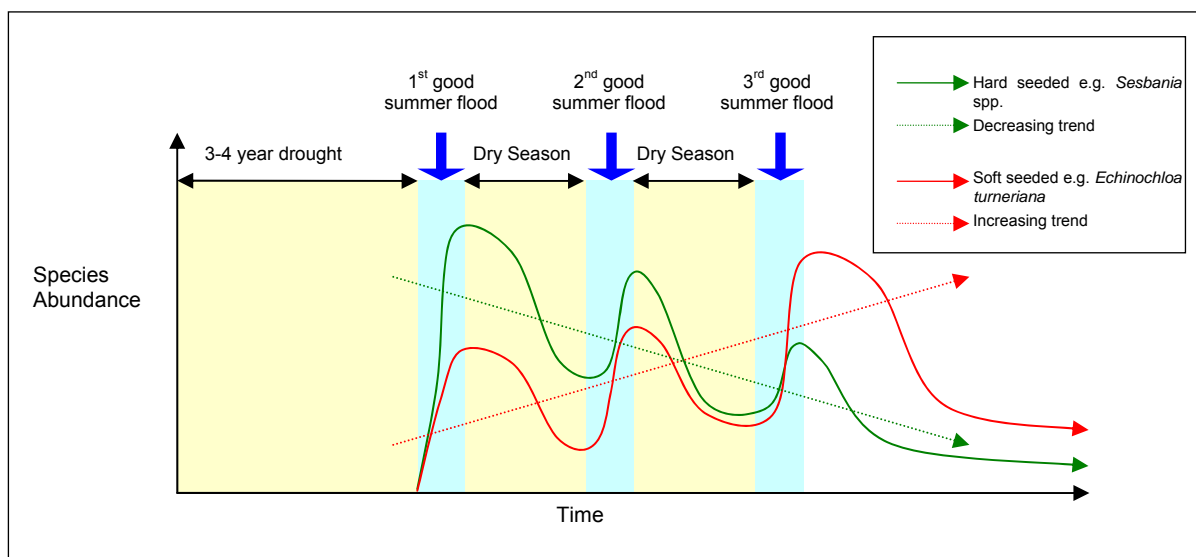 1st good
summer flood
2nd good
summer flood
3rd good
summer flood
Hard seeded e.g. Sesbania
spp.
Decreasing trend
Soft seeded e.g. Echinochloa
turneriana
Increasing trend
3-4 year drought
Dry Season
Dry Season
Species
Abundance
Time